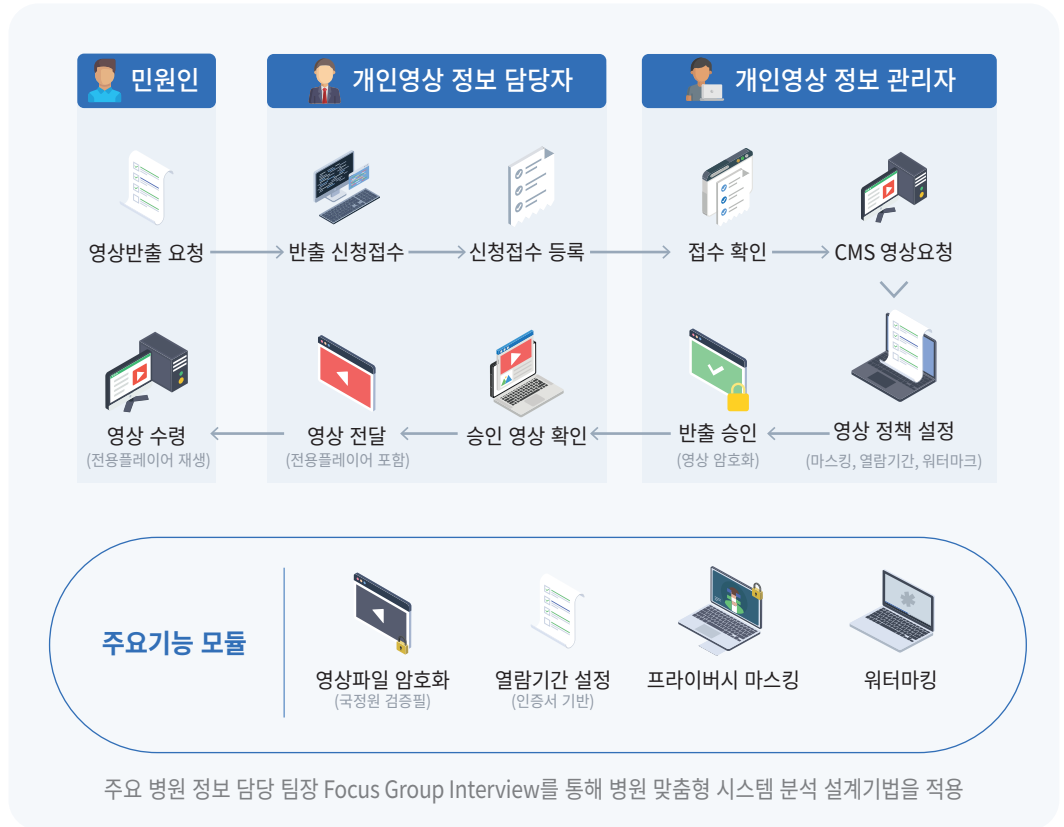 민원인
개인영상 정보 담당자
개인영상 정보 관리자
영상반출 요청
반출 신청접수
신청접수 등록
접수 확인
CMS 영상요청
영상 수령
(전용플레이어 재생)
영상 전달
(전용플레이어 포함)
승인 영상 확인
반출 승인
(영상 암호화)
영상 정책 설정
(마스킹, 열람기간, 워터마크)
주요기능 모듈
영상파일 암호화
(국정원 검증필)
열람기간 설정
(인증서 기반)
프라이버시 마스킹
워터마킹
주요 병원 정보 담당 팀장 Focus Group Interview를 통해 병원 맞춤형 시스템 분석 설계기법을 적용